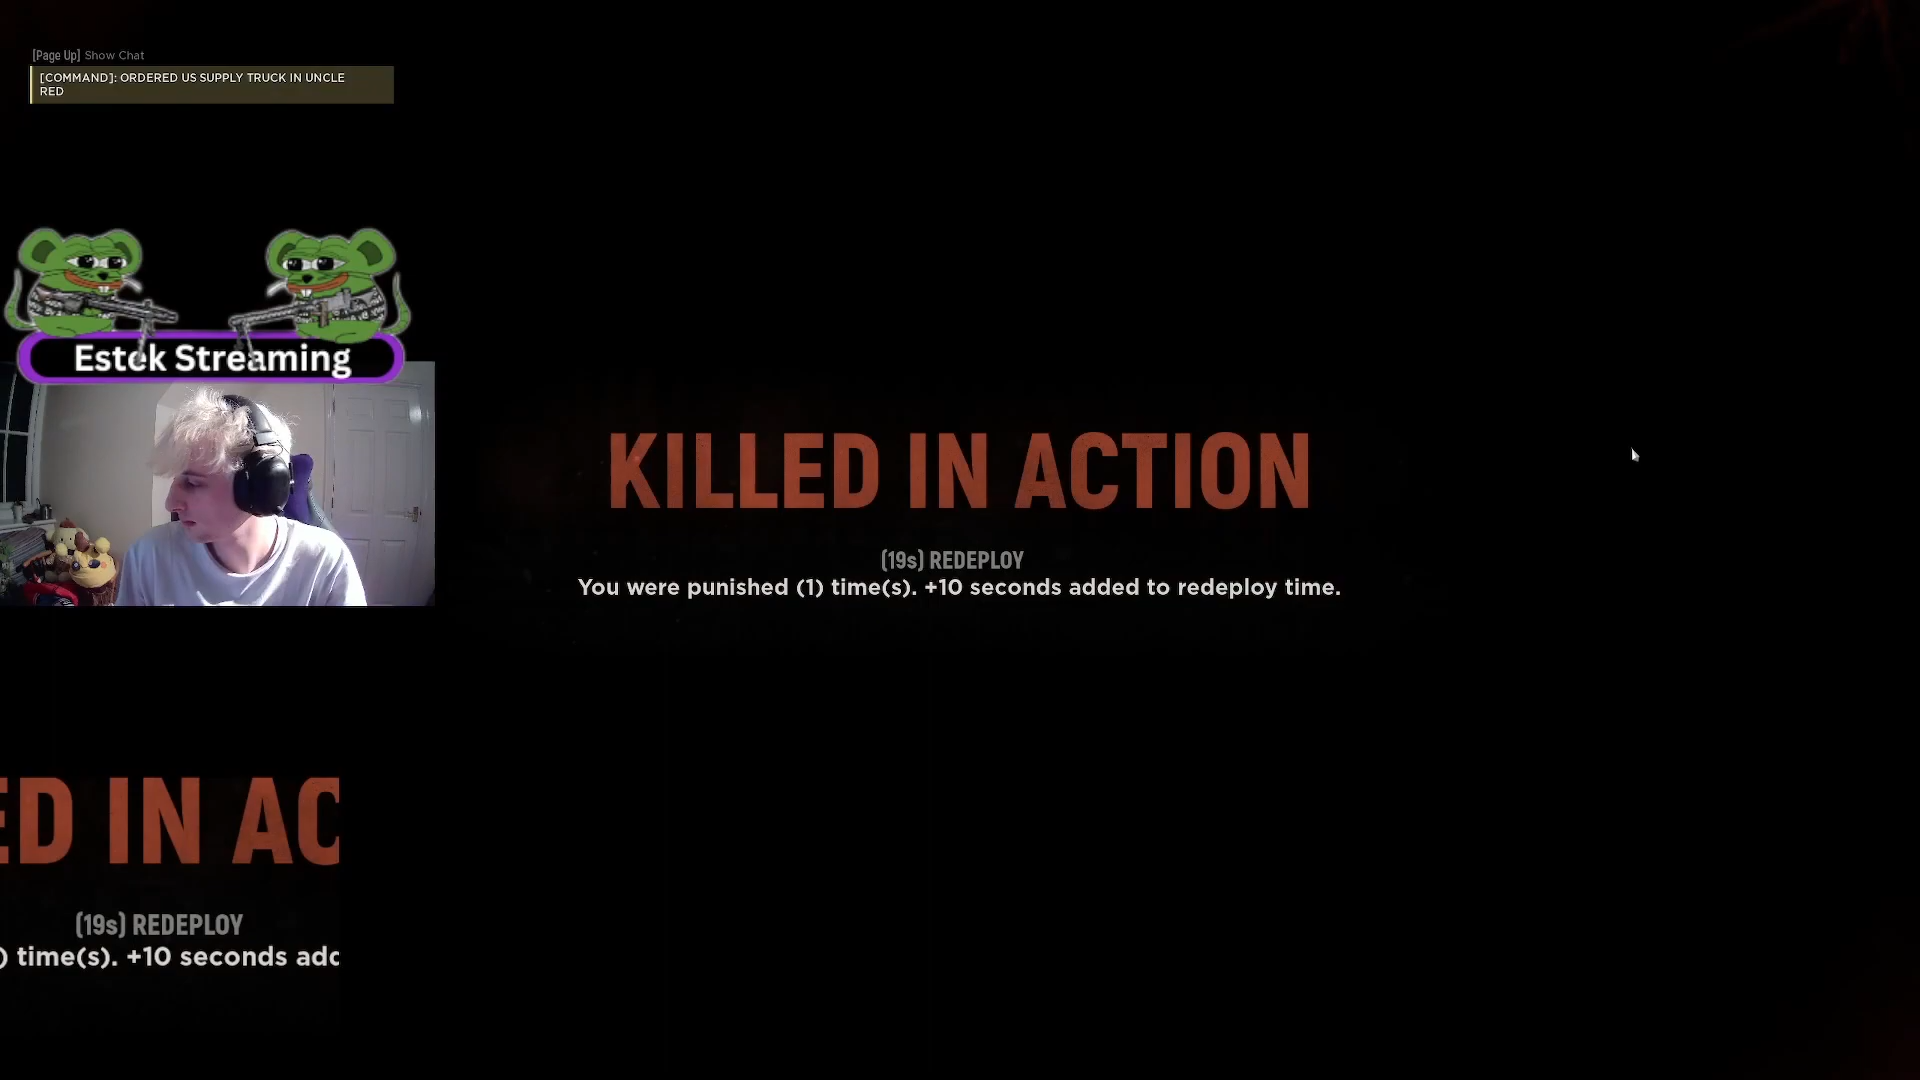 [Page Up] Show Chat
[COMMAND]: ORDERED US SUPPLY TRUCK IN UNCLE
RED
Estek Streaming
KILLED IN ACTION
(19s) REDEPLOY
You were punished (1) time(s). +10 seconds added to redeploy time.
ED IN AC
(19s) REDEPLOY
) time(s). +10 seconds add